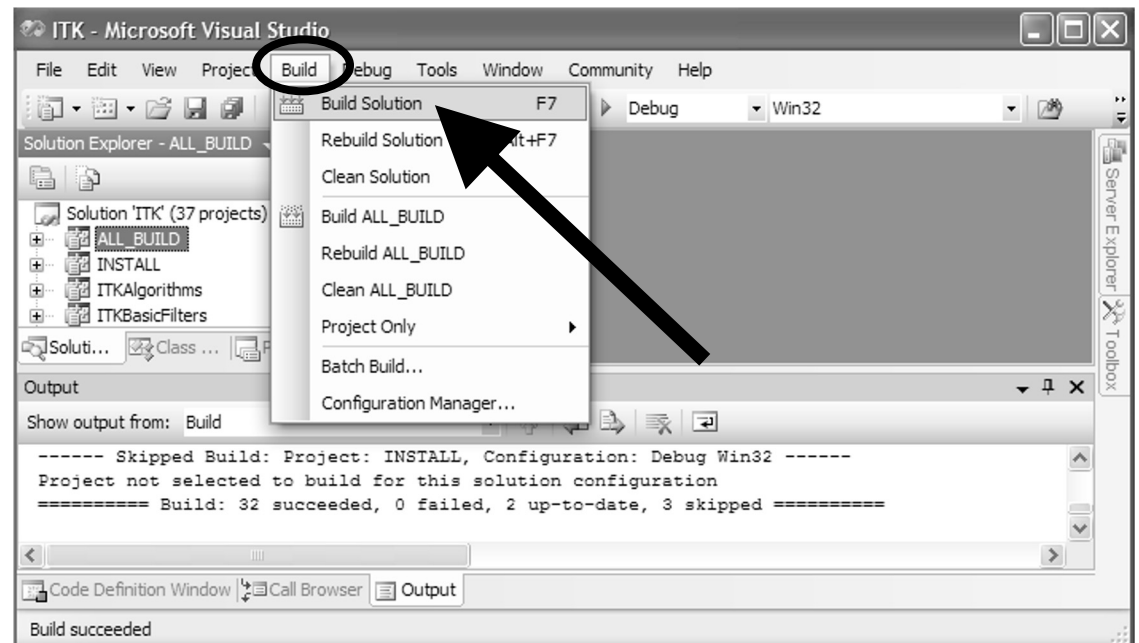 ITK - Microsoft Visual Studio
File Edit View Project Build Debug Tools Window Community Help
Build Solution F7
Debug Win32
Solution Explorer - ALL_BUILD
Rebuild Solution Alt+F7
Clean Solution
Solution 'ITK' (37 projects)
Build ALL_BUILD
ALL_BUILD
INSTALL
Rebuild ALL_BUILD
ITKAlgorithms
Clean ALL_BUILD
ITKBasicFilters
Project Only
Soluti... Class ...
Batch Build...
Configuration Manager...
Server Explorer
Toolbox
Output
Show output from: Build
------ Skipped Build: Project: INSTALL, Configuration: Debug Win32 ------
Project not selected to build for this solution configuration
========== Build: 32 succeeded, 0 failed, 2 up-to-date, 3 skipped ==========
Code Definition Window Call Browser Output
Build succeeded